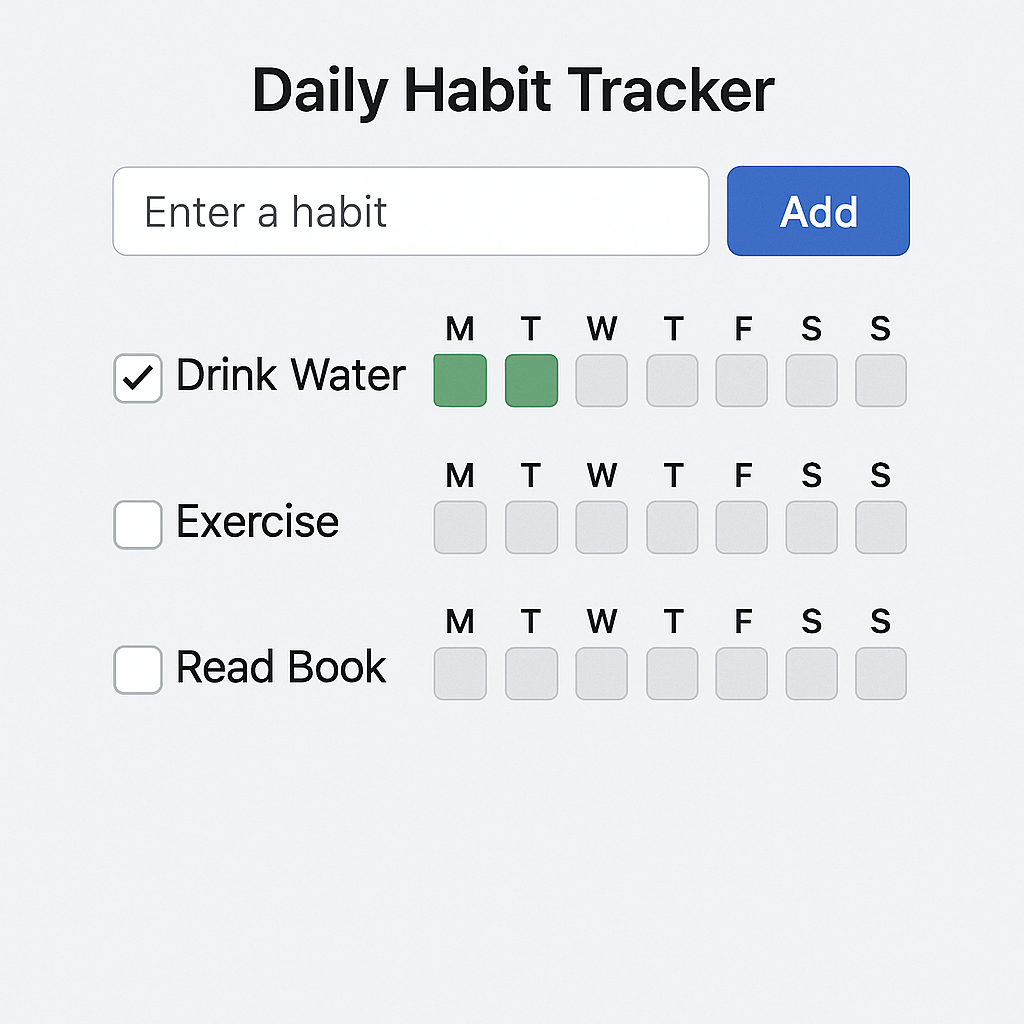 Daily Habit Tracker
Enter a habit Add
M T W T F S S
Drink Water
M T W T F S S
Exercise
M T W T F S S
Read Book